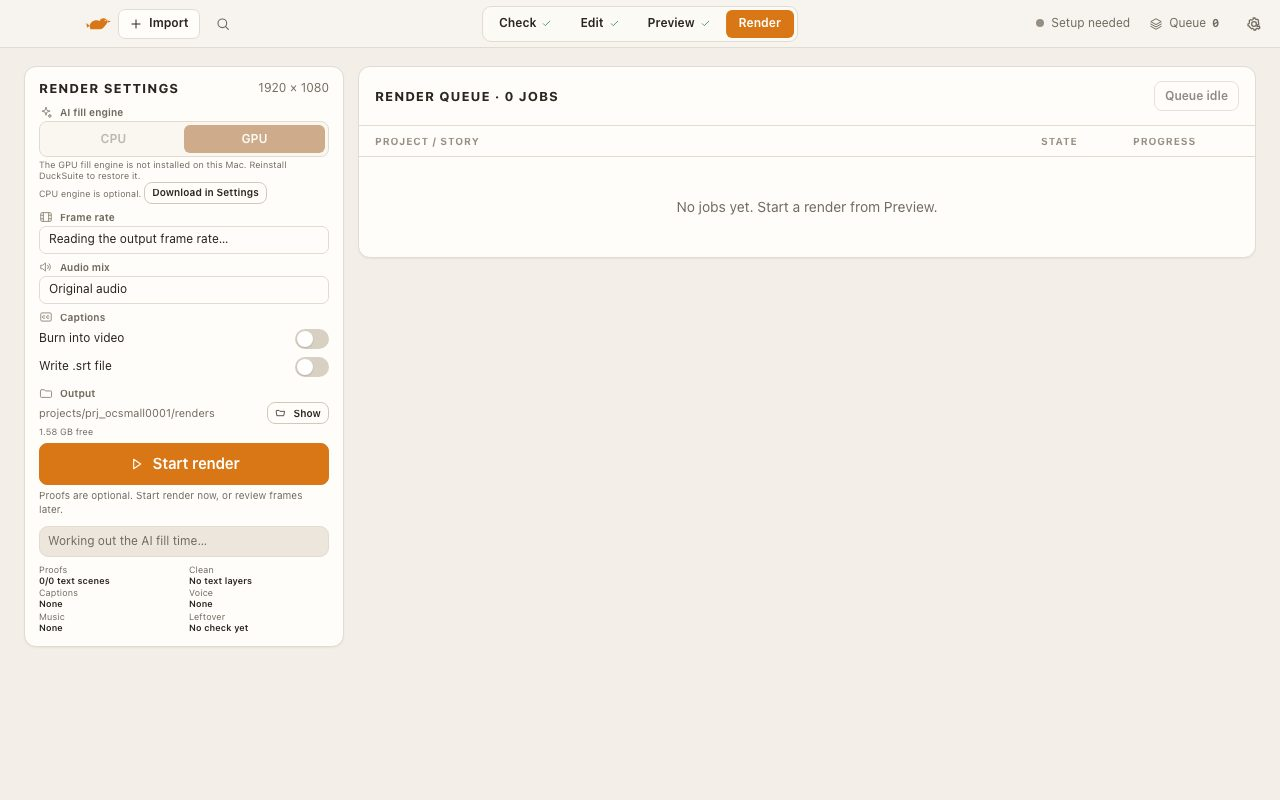 Import
Check
Edit
Preview
Render
Setup needed
Queue 0
RENDER SETTINGS
1920 × 1080
AI fill engine
CPU
GPU
The GPU fill engine is not installed on this Mac. Reinstall
DuckSuite to restore it.
CPU engine is optional.
Download in Settings
Frame rate
Reading the output frame rate...
Audio mix
Original audio
Captions
Burn into video
Write .srt file
Output
projects/prj_ocsmall0001/renders
Show
1.58 GB free
Start render
Proofs are optional. Start render now, or review frames
later.
Working out the AI fill time...
Proofs
0/0 text scenes
Clean
No text layers
Captions
None
Voice
None
Music
None
Leftover
No check yet
RENDER QUEUE · 0 JOBS
Queue idle
PROJECT / STORY
STATE
PROGRESS
No jobs yet. Start a render from Preview.